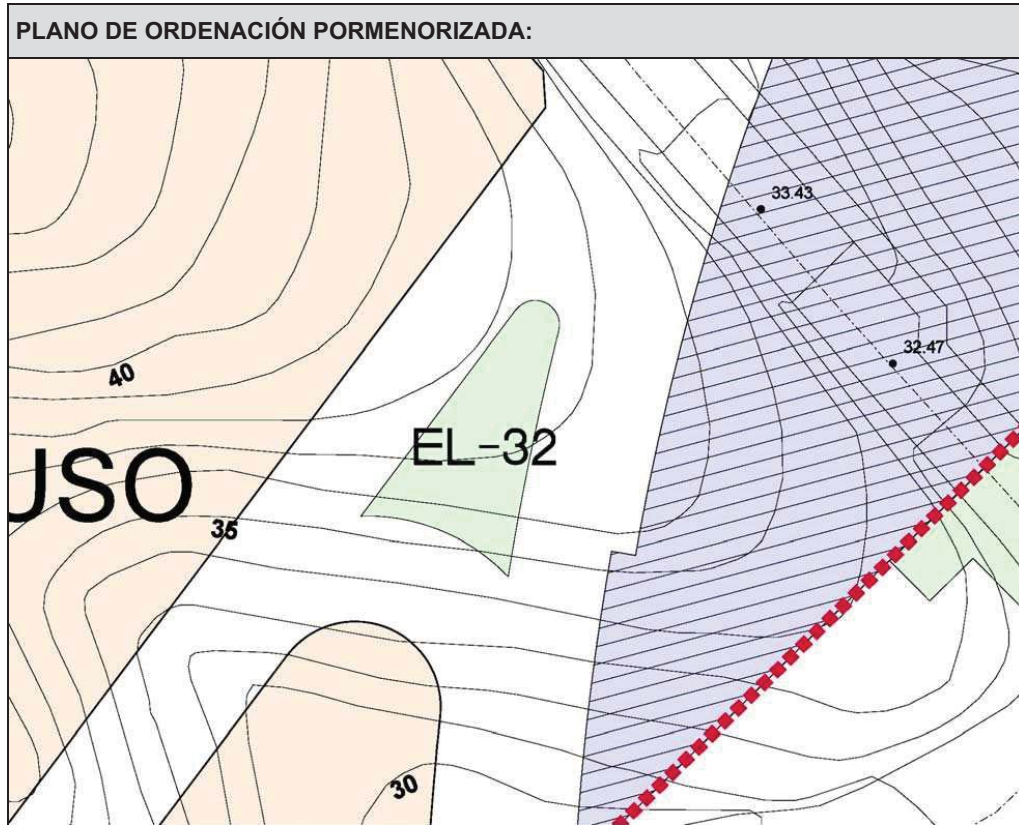 PLANO DE ORDENACIÓN PORMENORIZADA:
33.43
32.47
40
EL-32
USO
35
30